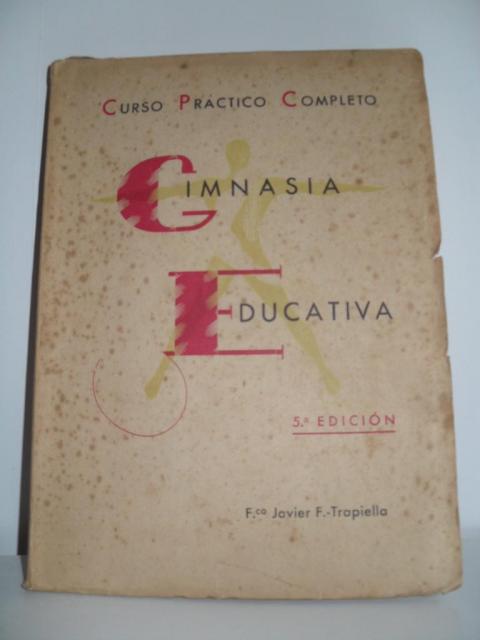 CURSO PRÁCTICO COMPLETO
GIMNASIA
EDUCATIVA
5.ª EDICIÓN
F.co Javier F.-Trapiella